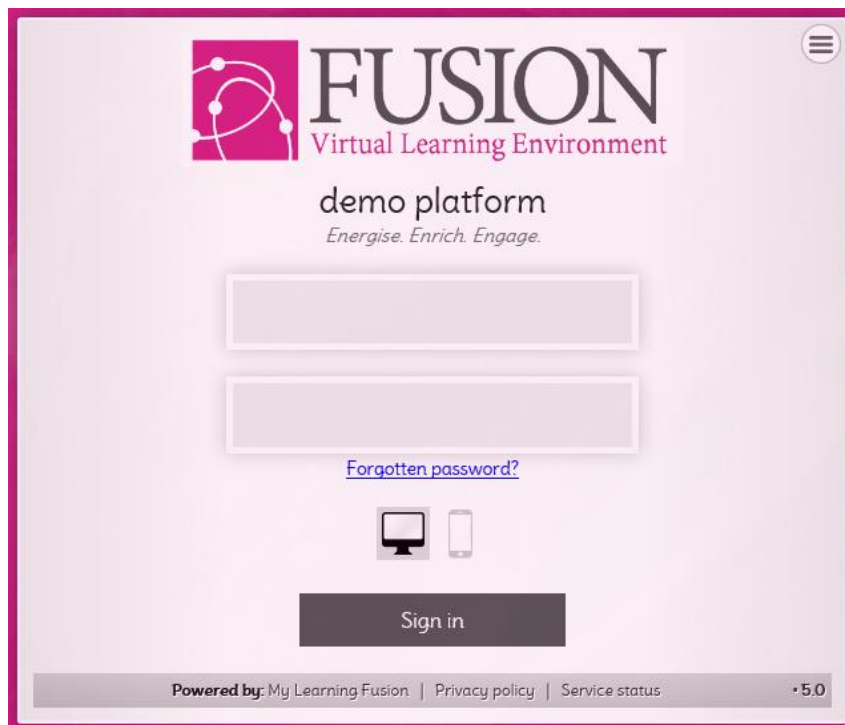 FUSION
Virtual Learning Environment
demo platform
Energise. Enrich. Engage.
Forgotten password?
Sign in
Powered by: My Learning Fusion | Privacy policy | Service status • 5.0